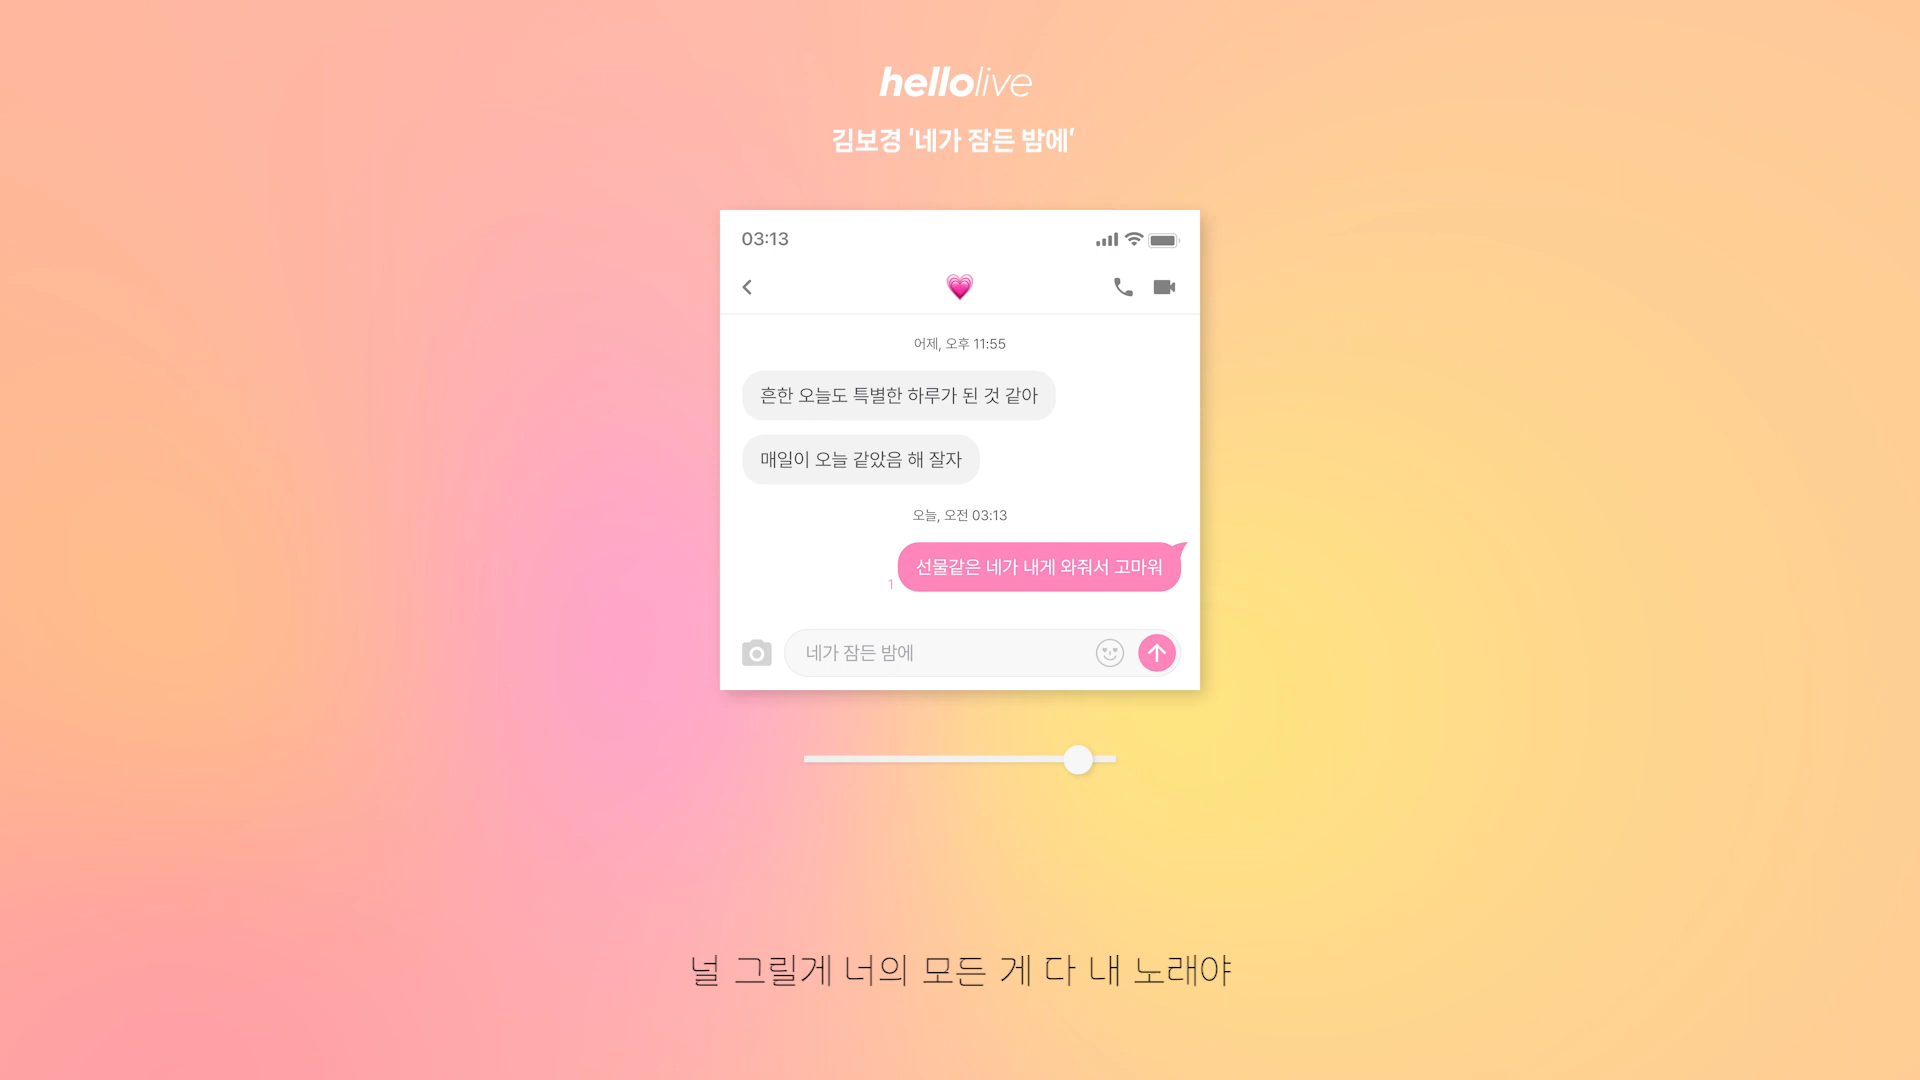 hellolive
김보경 '네가 잠든 밤에'
03:13
어제, 오후 11:55
흔한 오늘도 특별한 하루가 된 것 같아
매일이 오늘 같았음 해 잘자
오늘, 오전 03:13
선물같은 네가 내게 와줘서 고마워
1
네가 잠든 밤에
널 그릴게 너의 모든 게 다 내 노래야